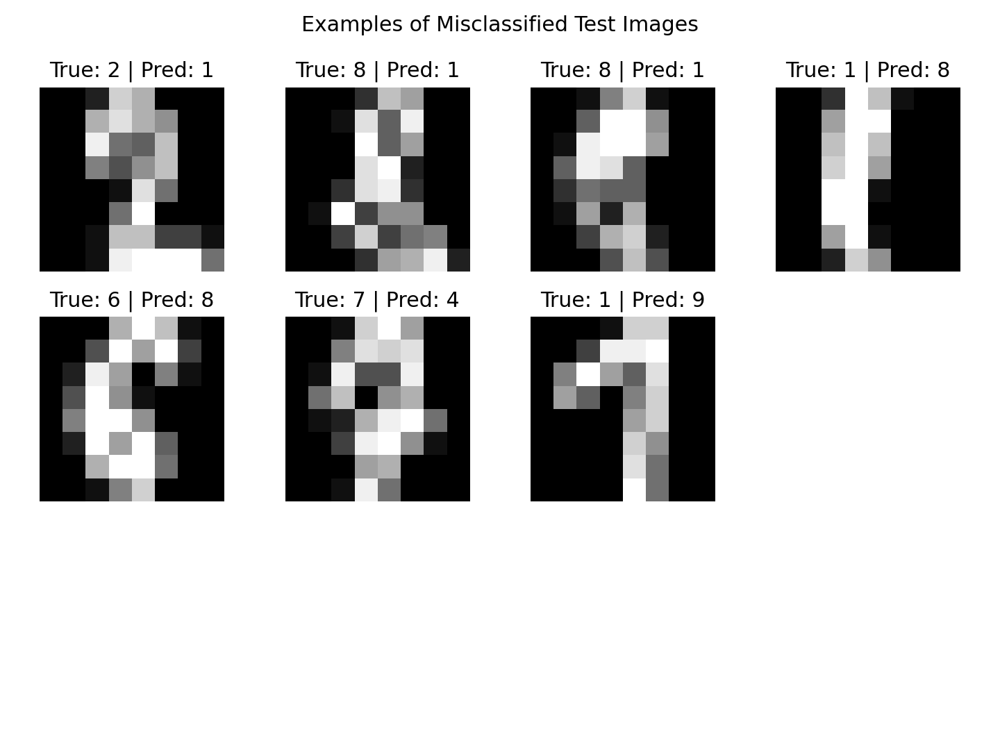 Examples of Misclassified Test Images
True: 2 | Pred: 1
True: 8 | Pred: 1
True: 8 | Pred: 1
True: 1 | Pred: 8
True: 6 | Pred: 8
True: 7 | Pred: 4
True: 1 | Pred: 9